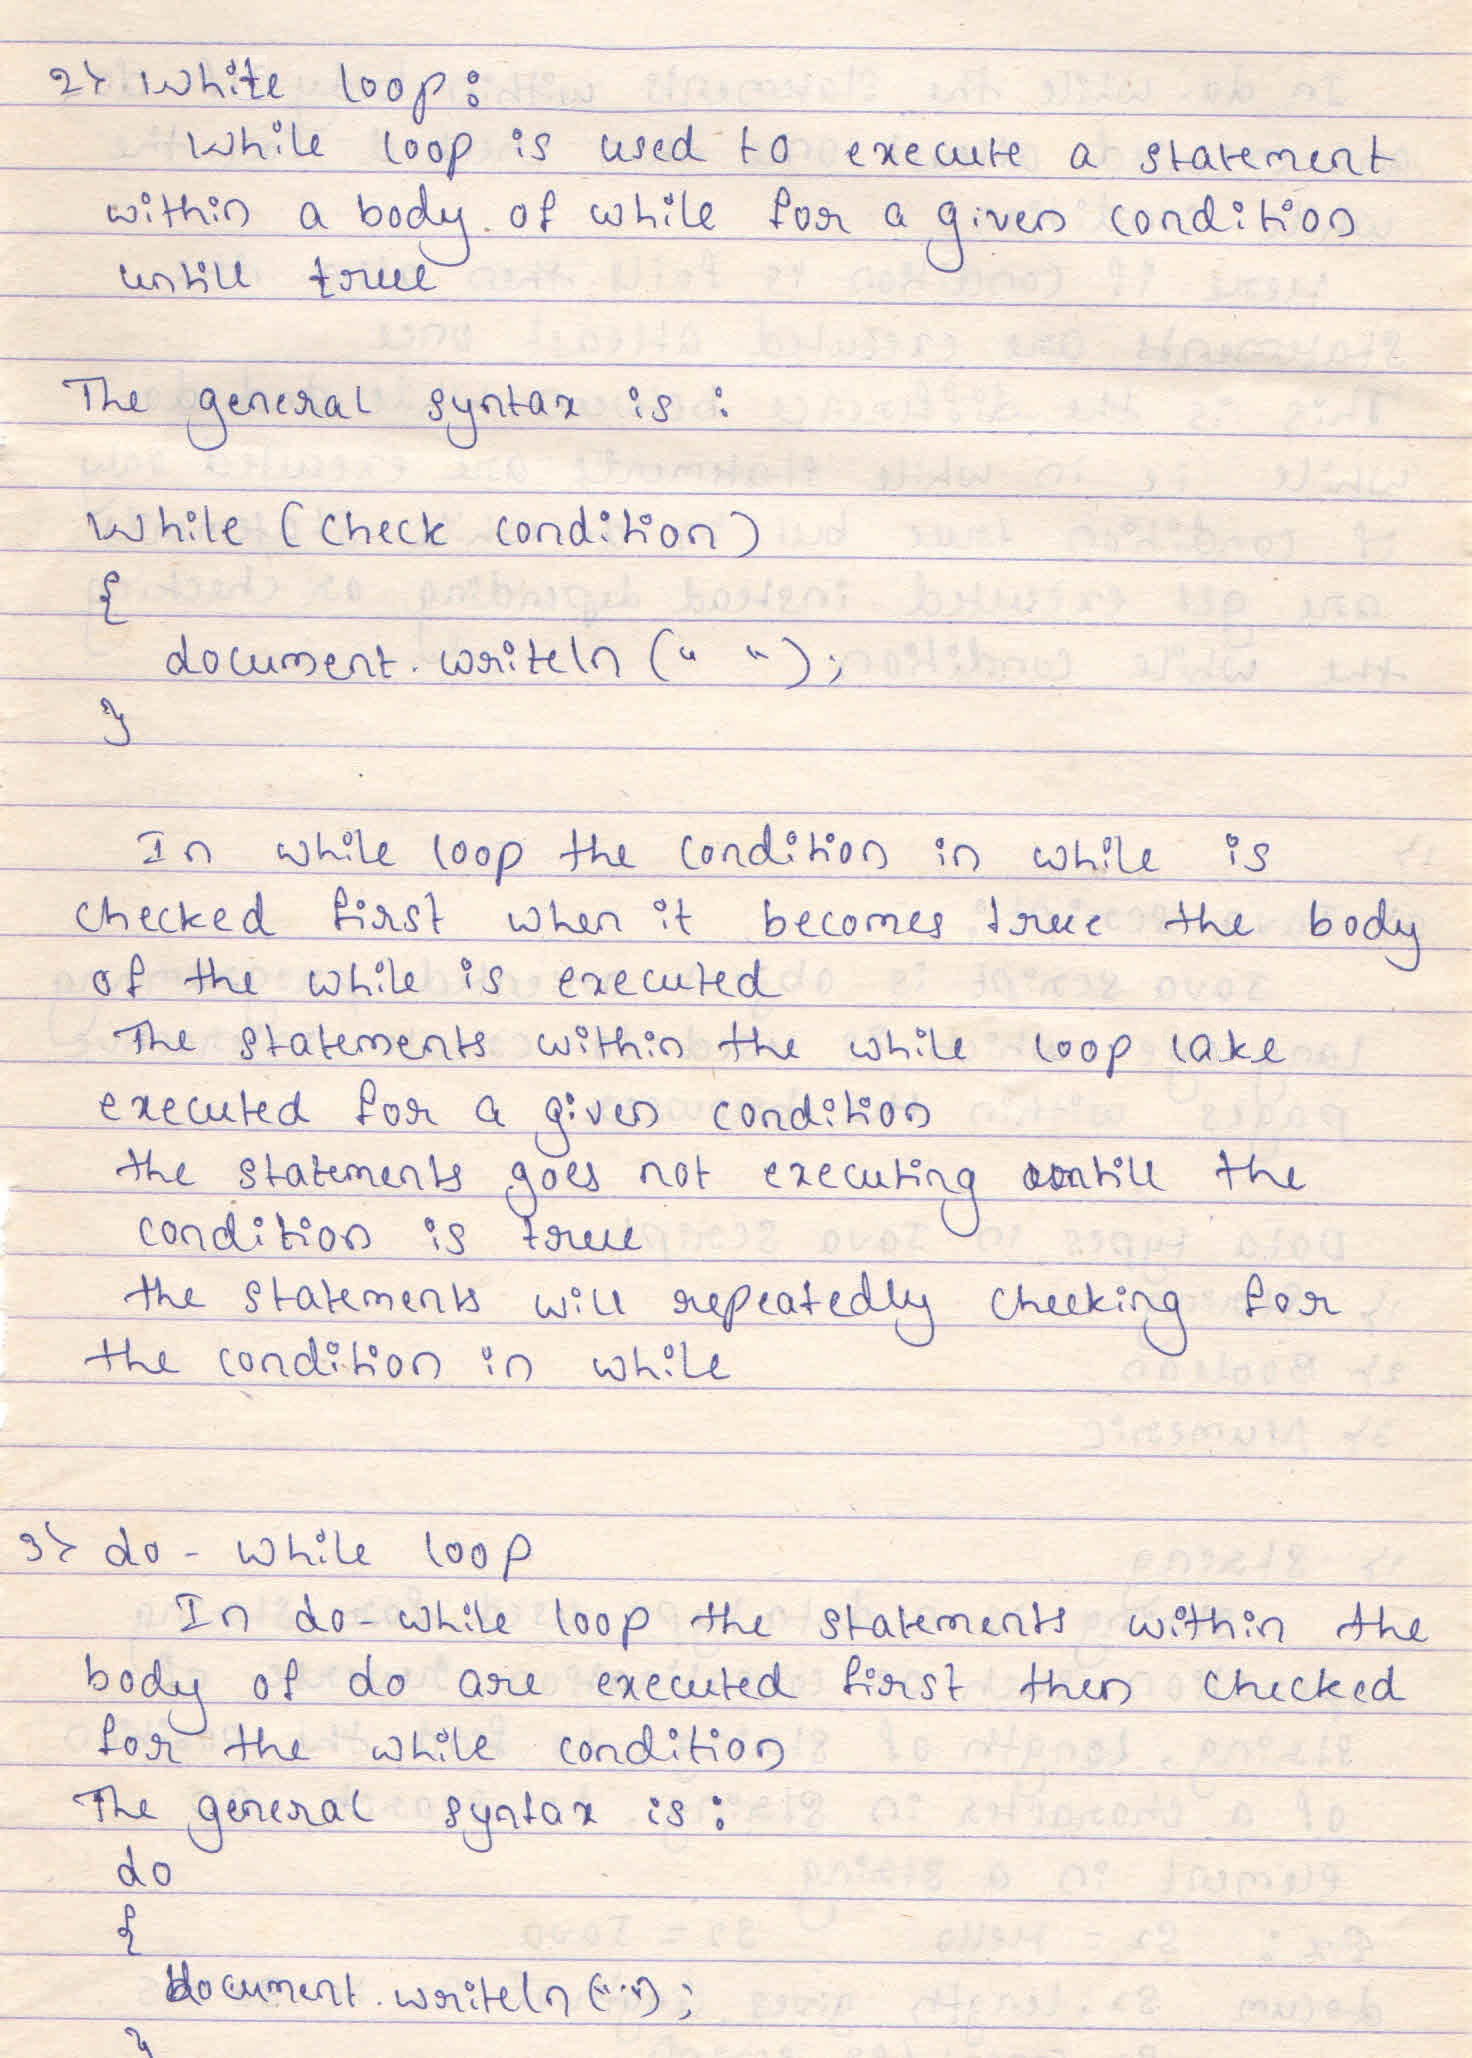 2> White loop:
While loop is used to execute a statement
within a body of while for a given condition
untill true
The general syntax is:
While (check condition)
{
document.writeln (" ");
}
In while loop the condition in while is
checked first when it becomes true the body
of the while is executed
The statements within the while loop lake
executed for a given condition
the statements goes not executing untill the
condition is true
the statements will repeatedly checking for
the condition in while
3> do - while loop
In do-while loop the statements within the
body of do are executed first then checked
for the while condition
The general syntax is:
do
{
document.writeln ("..");
}